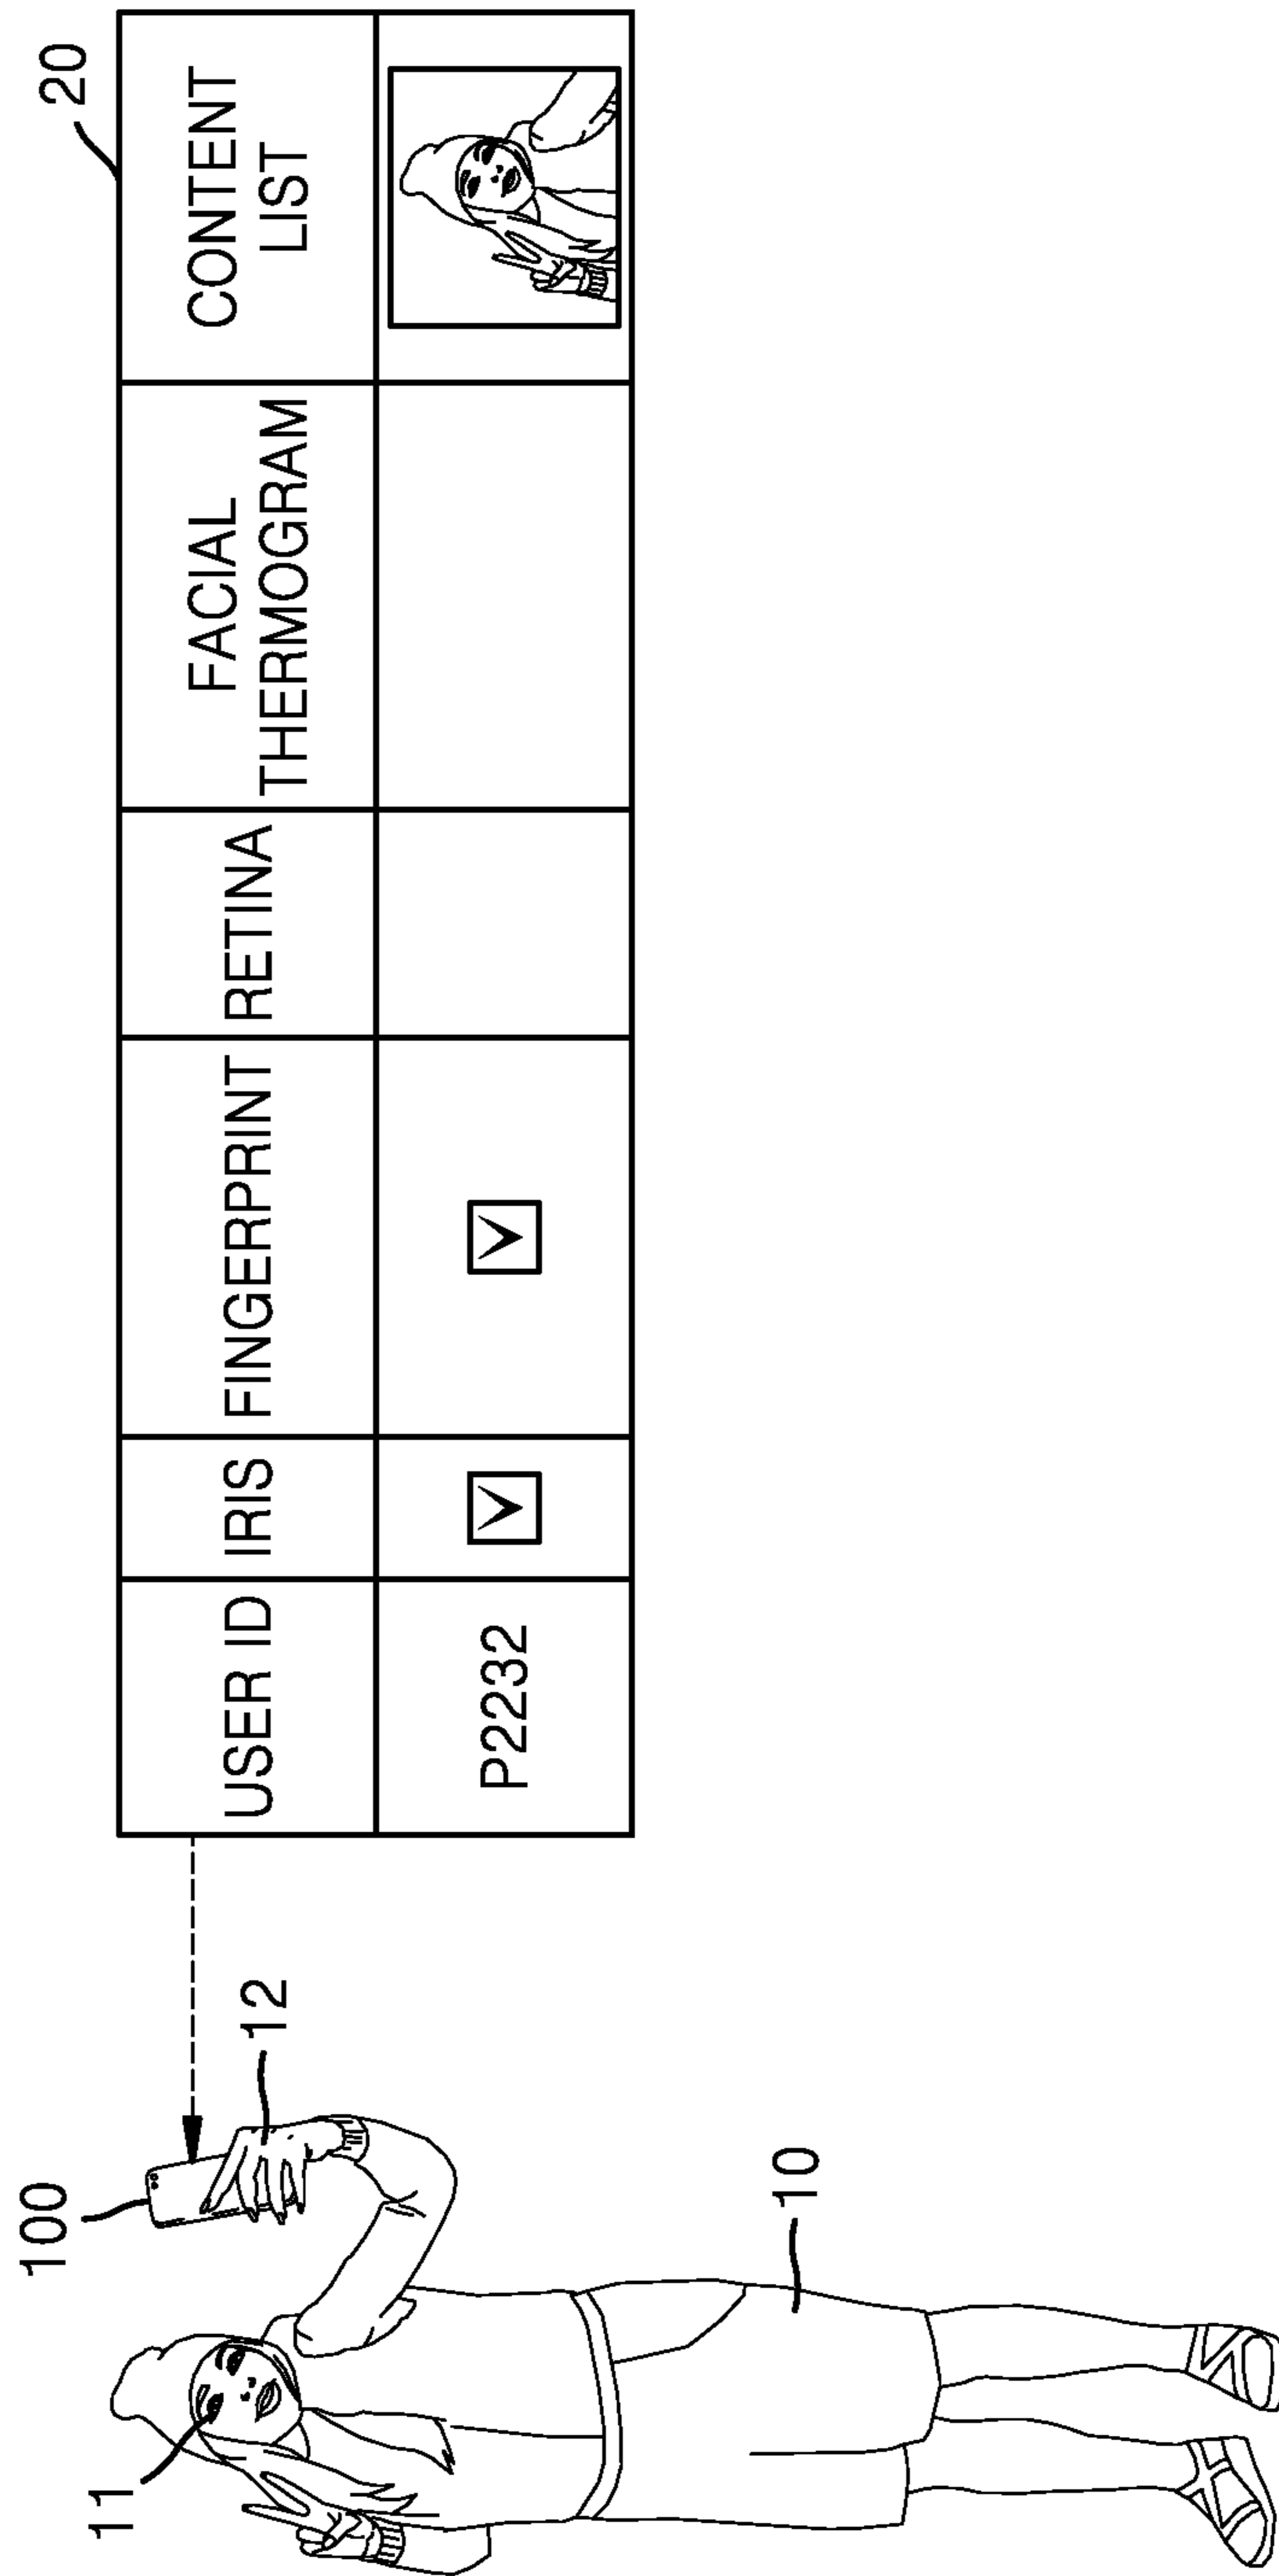 20
USER ID
IRIS
FINGERPRINT
RETINA
FACIAL
THERMOGRAM
CONTENT
LIST
P2232
100
11
12
10